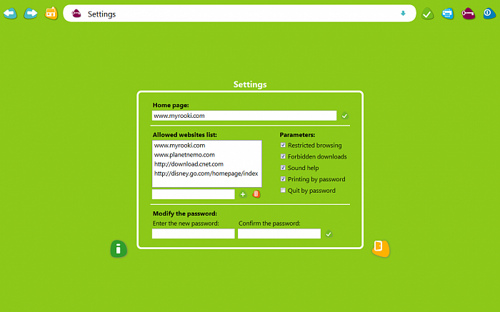 Settings
Settings
Home page:
www.myrooki.com
Allowed websites list:
www.myrooki.com
www.planetnemo.com
http://download.cnet.com
http://disney.go.com/homepage/index
Parameters:
Restricted browsing
Forbidden downloads
Sound help
Printing by password
Quit by password
Modify the password:
Enter the new password:
Confirm the password: